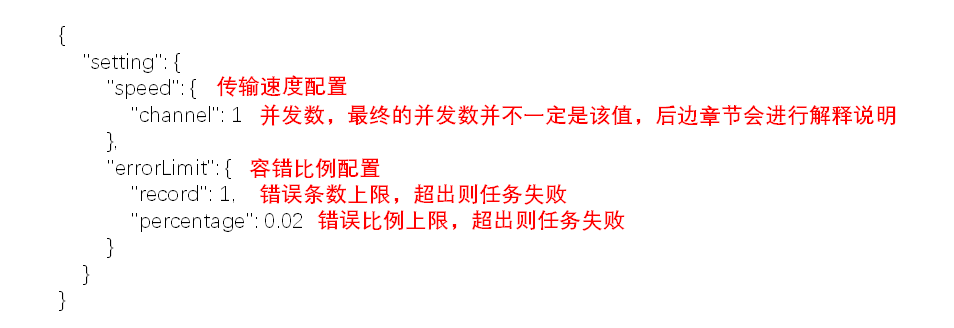 {
"setting": {
"speed": { 传输速度配置
"channel": 1 并发数，最终的并发数并不一定是该值，后边章节会进行解释说明
},
"errorLimit": { 容错比例配置
"record": 1, 错误条数上限，超出则任务失败
"percentage": 0.02 错误比例上限，超出则任务失败
}
}
}